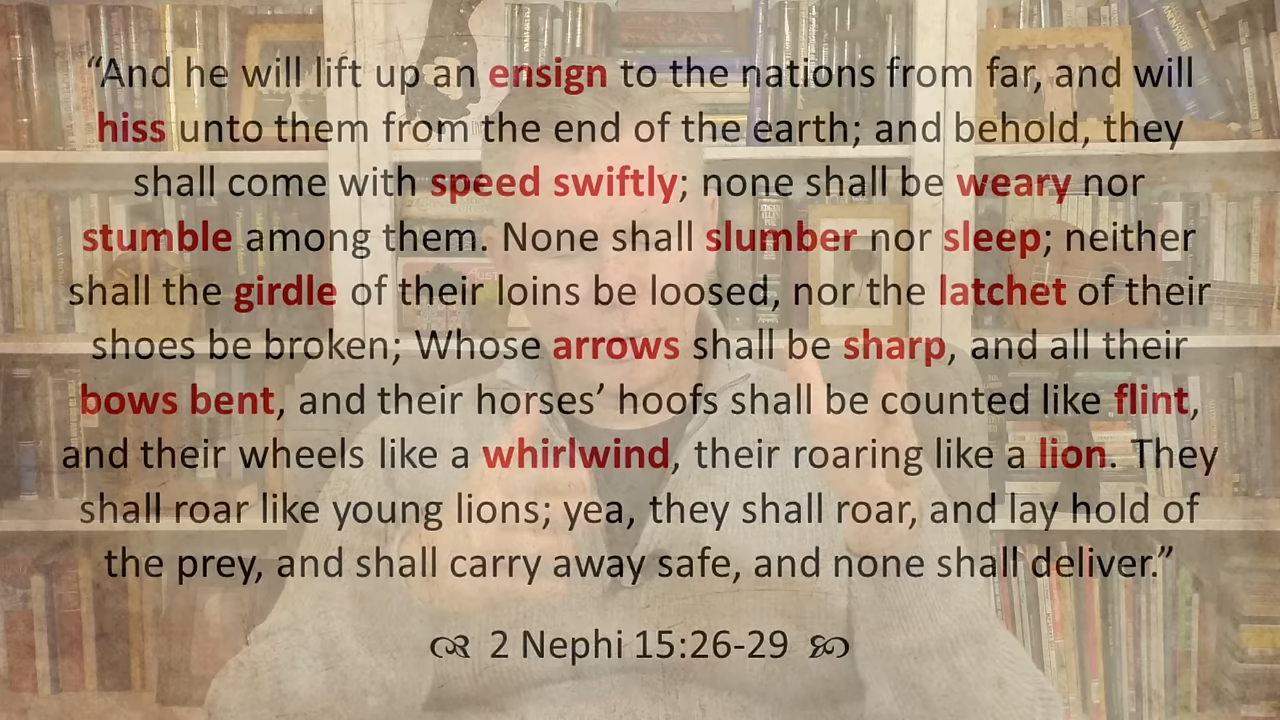 “And he will lift up an ensign to the nations from far, and will
hiss unto them from the end of the earth; and behold, they
shall come with speed swiftly; none shall be weary nor
stumble among them. None shall slumber nor sleep; neither
shall the girdle of their loins be loosed, nor the latchet of their
shoes be broken; Whose arrows shall be sharp, and all their
bows bent, and their horses’ hoofs shall be counted like flint,
and their wheels like a whirlwind, their roaring like a lion. They
shall roar like young lions; yea, they shall roar, and lay hold of
the prey, and shall carry away safe, and none shall deliver.”
2 Nephi 15:26-29